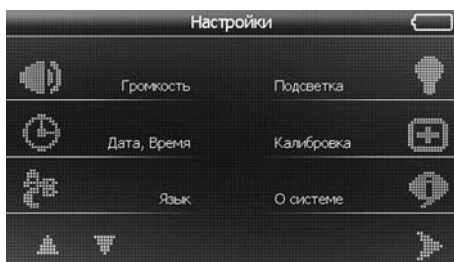 Настройки
Громкость Подсветка
Дата, Время Калибровка
Язык О системе